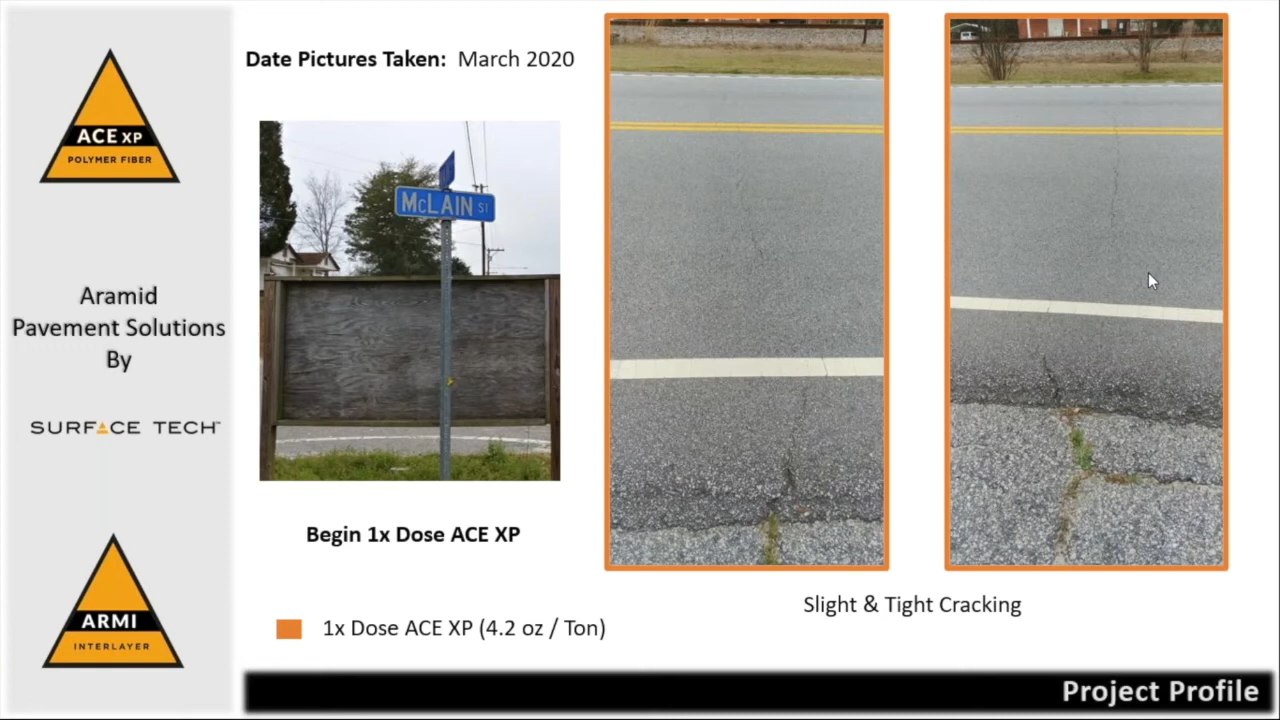 ACE XP
POLYMER FIBER
Aramid
Pavement Solutions
By
SURFACE TECH™
ARMI
INTERLAYER
Date Pictures Taken: March 2020
McLAIN ST
Begin 1x Dose ACE XP
1x Dose ACE XP (4.2 oz / Ton)
Slight & Tight Cracking
Project Profile